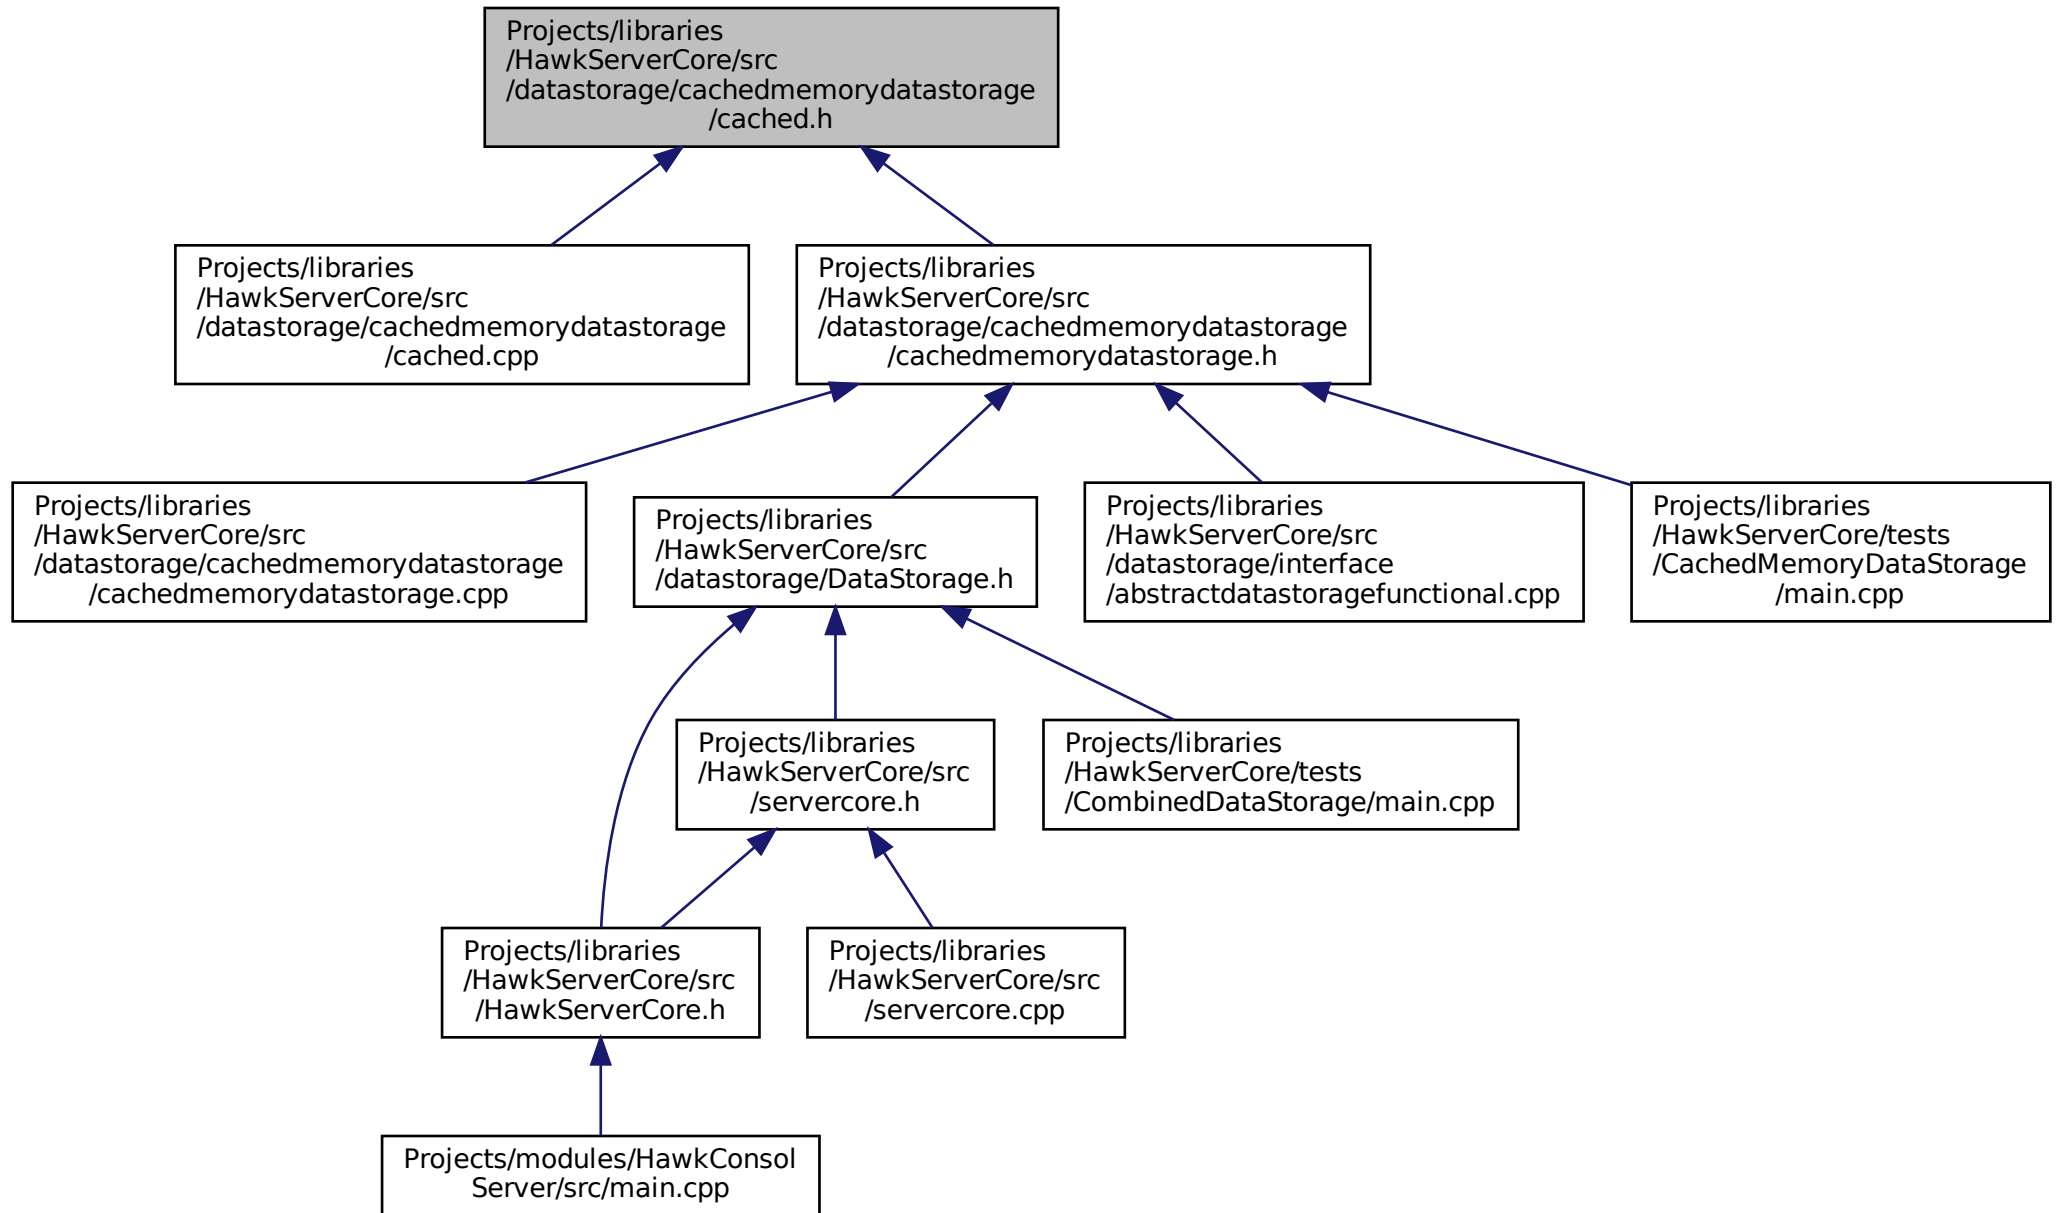 Projects/libraries
/HawkServerCore/src
/datastorage/cachedmemorydatastorage
/cached.h
Projects/libraries
/HawkServerCore/src
/datastorage/cachedmemorydatastorage
/cached.cpp
Projects/libraries
/HawkServerCore/src
/datastorage/cachedmemorydatastorage
/cachedmemorydatastorage.h
Projects/libraries
/HawkServerCore/src
/datastorage/cachedmemorydatastorage
/cachedmemorydatastorage.cpp
Projects/libraries
/HawkServerCore/src
/datastorage/DataStorage.h
Projects/libraries
/HawkServerCore/src
/datastorage/interface
/abstractdatastoragefunctional.cpp
Projects/libraries
/HawkServerCore/tests
/CachedMemoryDataStorage
/main.cpp
Projects/libraries
/HawkServerCore/src
/servercore.h
Projects/libraries
/HawkServerCore/tests
/CombinedDataStorage/main.cpp
Projects/libraries
/HawkServerCore/src
/HawkServerCore.h
Projects/libraries
/HawkServerCore/src
/servercore.cpp
Projects/modules/HawkConsol
Server/src/main.cpp